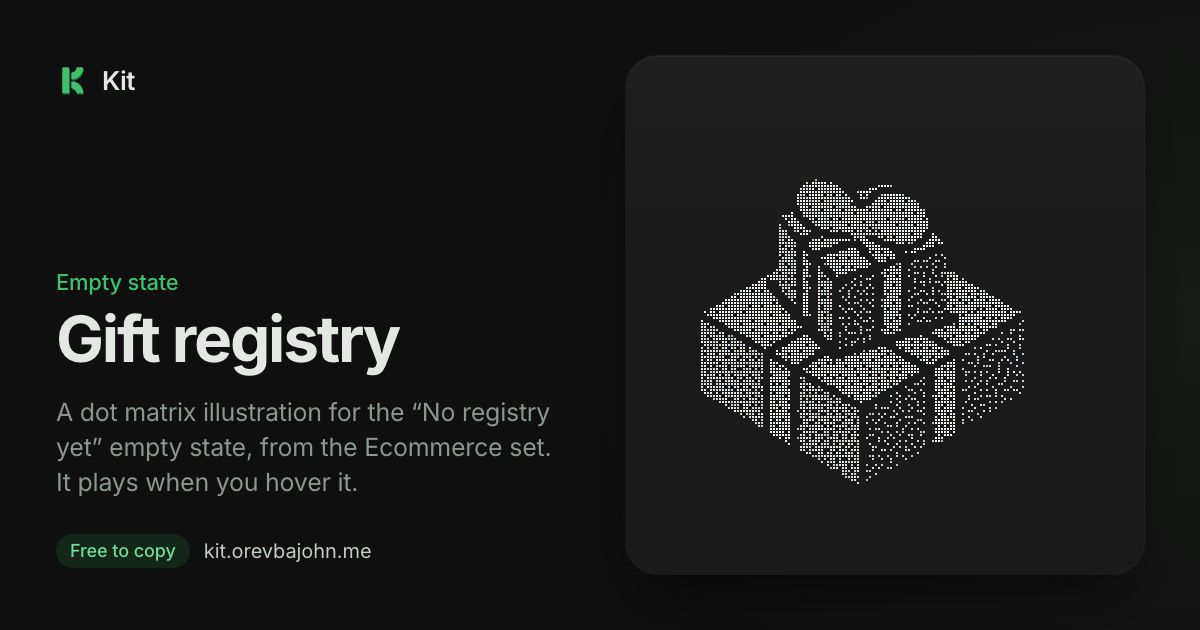 Kit
Empty state
Gift registry
A dot matrix illustration for the “No registry
yet” empty state, from the Ecommerce set.
It plays when you hover it.
Free to copy
kit.orevbajohn.me